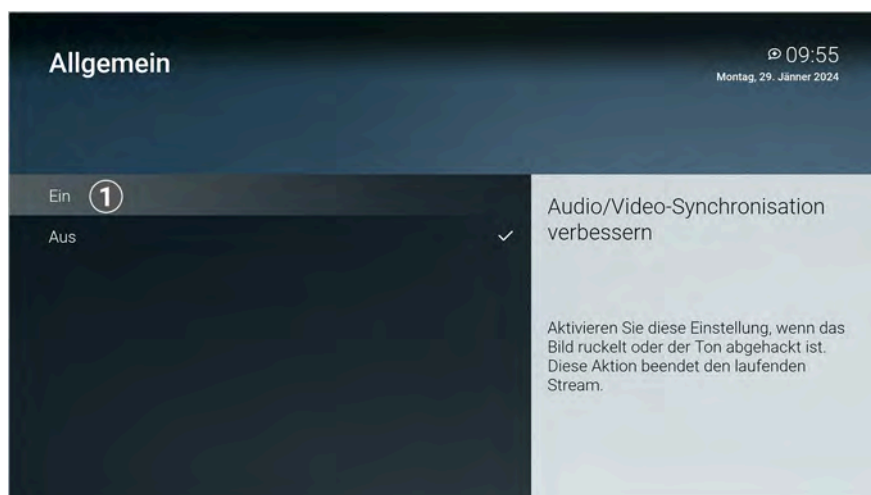 Allgemein
09:55
Montag, 29. Jänner 2024
Ein 1
Aus
Audio/Video-Synchronisation
verbessern
Aktivieren Sie diese Einstellung, wenn das
Bild ruckelt oder der Ton abgehackt ist.
Diese Aktion beendet den laufenden
Stream.